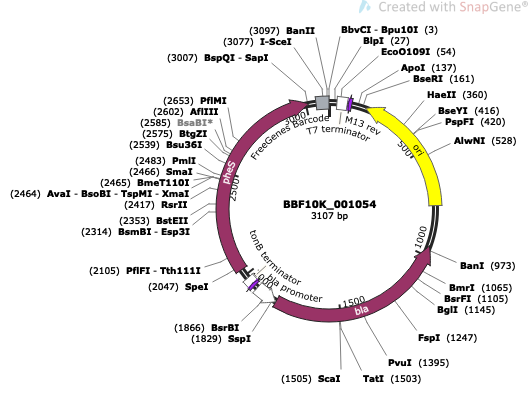 Created with SnapGene®
(3097) BanII
(3077) I-SceI
(3007) BspQI - SapI
BbvCI - Bpu10I (3)
BlpI (27)
EcoO109I (54)
ApoI (137)
BseRI (161)
HaeII (360)
BseYI (416)
PspFI (420)
AlwNI (528)
(2653) PflMI
(2602) AflIII
(2585) BsaBI*
(2575) BtgZI
(2539) Bsu36I
(2483) PmlI
(2466) SmaI
(2465) BmeT110I
(2464) AvaI - BsoBI - TspMI - XmaI
(2417) RsrII
(2353) BstEII
(2314) BsmBI - Esp3I
(2105) PflFI - Tth111I
(2047) SpeI
(1866) BsrBI
(1829) SspI
(1505) ScaI
TatI (1503)
PvuI (1395)
FspI (1247)
BglI (1145)
BsrFI (1105)
BmrI (1065)
BanI (973)
FreeGenes Barcode
T7 terminator
M13 rev
ori
500
1000
1500
2500
3000
pheS
bla
tonB terminator
bla promoter
BBF10K_001054
3107 bp